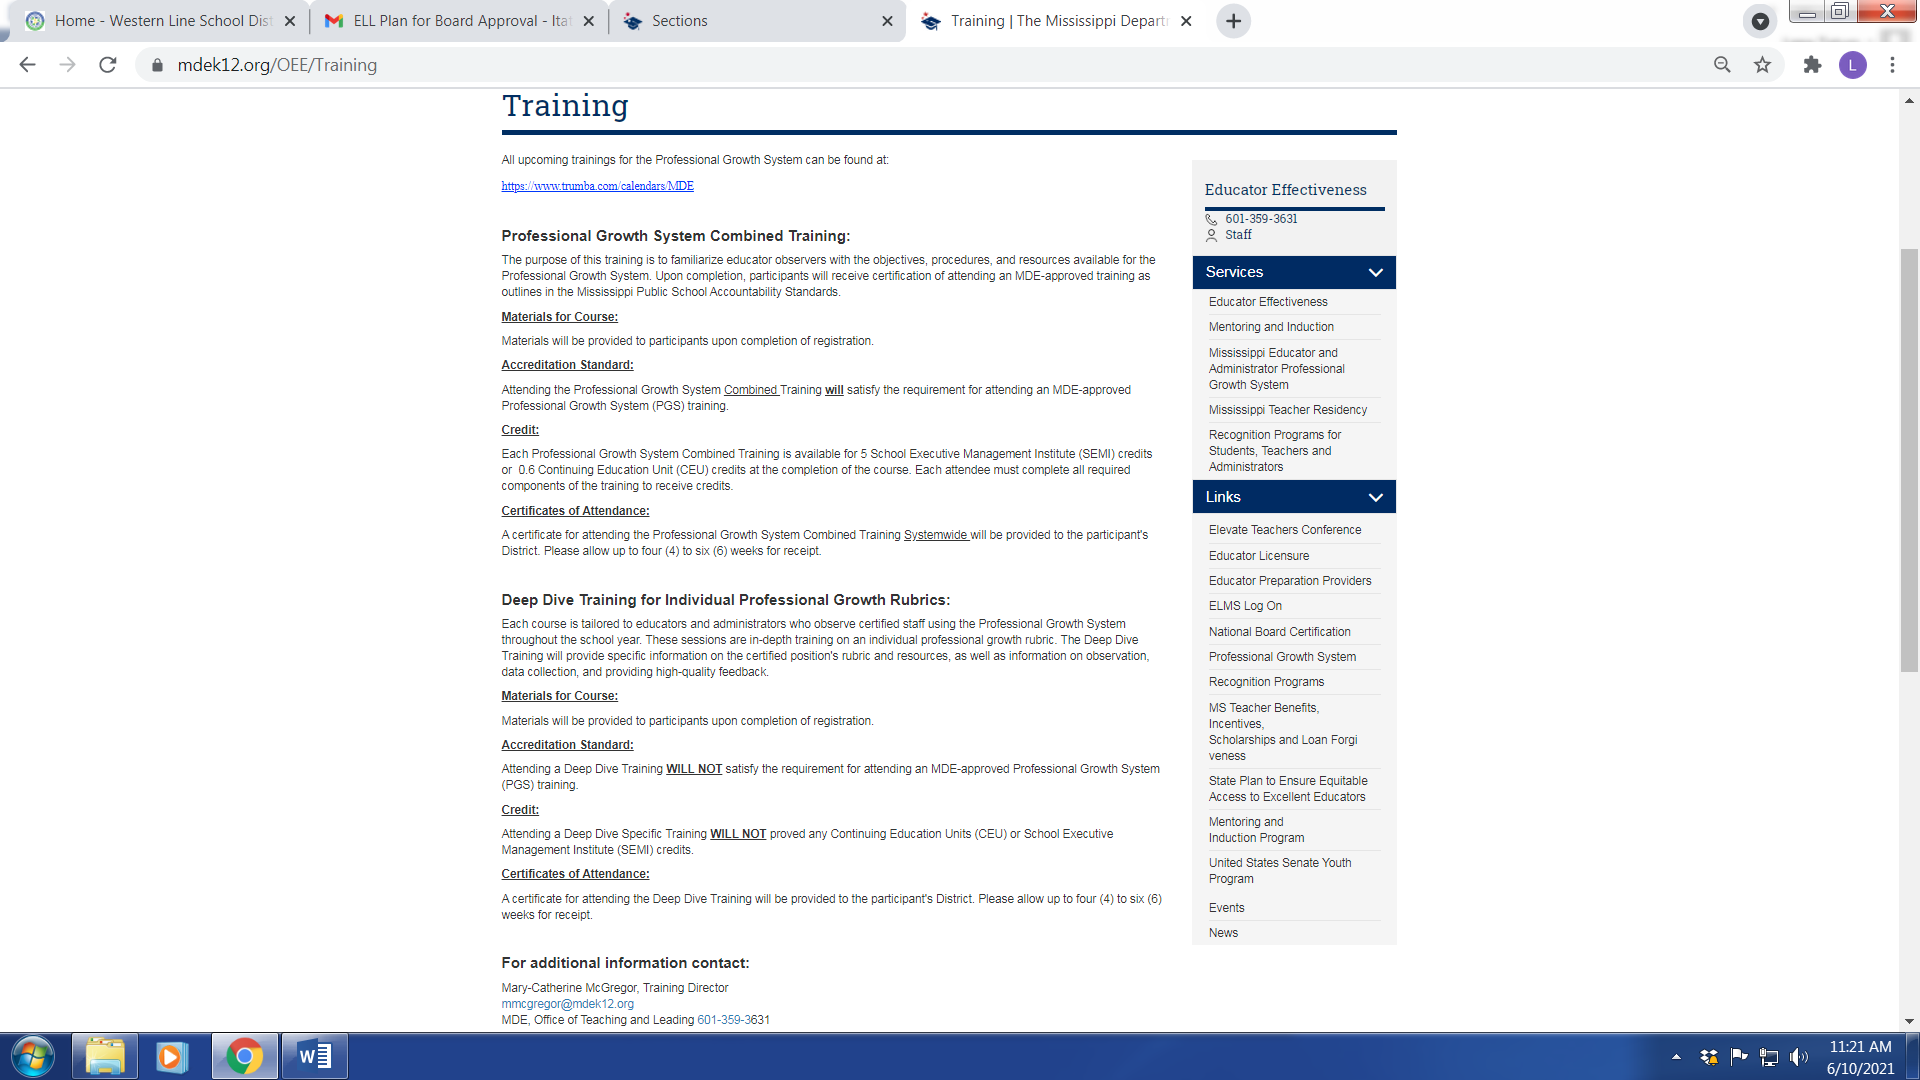 Home - Western Line School Dist
ELL Plan for Board Approval - Ita
Sections
Training | The Mississippi Departm
mdek12.org/OEE/Training
L
Training
All upcoming trainings for the Professional Growth System can be found at:
https://www.trumba.com/calendars/MDE
Professional Growth System Combined Training:
The purpose of this training is to familiarize educator observers with the objectives, procedures, and resources available for the
Professional Growth System. Upon completion, participants will receive certification of attending an MDE-approved training as
outlines in the Mississippi Public School Accountability Standards.
Materials for Course:
Materials will be provided to participants upon completion of registration.
Accreditation Standard:
Attending the Professional Growth System Combined Training will satisfy the requirement for attending an MDE-approved
Professional Growth System (PGS) training.
Credit:
Each Professional Growth System Combined Training is available for 5 School Executive Management Institute (SEMI) credits
or 0.6 Continuing Education Unit (CEU) credits at the completion of the course. Each attendee must complete all required
components of the training to receive credits.
Certificates of Attendance:
A certificate for attending the Professional Growth System Combined Training Systemwide will be provided to the participant's
District. Please allow up to four (4) to six (6) weeks for receipt.
Deep Dive Training for Individual Professional Growth Rubrics:
Each course is tailored to educators and administrators who observe certified staff using the Professional Growth System
throughout the school year. These sessions are in-depth training on an individual professional growth rubric. The Deep Dive
Training will provide specific information on the certified position's rubric and resources, as well as information on observation,
data collection, and providing high-quality feedback.
Materials for Course:
Materials will be provided to participants upon completion of registration.
Accreditation Standard:
Attending a Deep Dive Training WILL NOT satisfy the requirement for attending an MDE-approved Professional Growth System
(PGS) training.
Credit:
Attending a Deep Dive Specific Training WILL NOT proved any Continuing Education Units (CEU) or School Executive
Management Institute (SEMI) credits.
Certificates of Attendance:
A certificate for attending the Deep Dive Training will be provided to the participant's District. Please allow up to four (4) to six (6)
weeks for receipt.
For additional information contact:
Mary-Catherine McGregor, Training Director
mmcgregor@mdek12.org
MDE, Office of Teaching and Leading 601-359-3631
Educator Effectiveness
601-359-3631
Staff
Services
Educator Effectiveness
Mentoring and Induction
Mississippi Educator and
Administrator Professional
Growth System
Mississippi Teacher Residency
Recognition Programs for
Students, Teachers and
Administrators
Links
Elevate Teachers Conference
Educator Licensure
Educator Preparation Providers
ELMS Log On
National Board Certification
Professional Growth System
Recognition Programs
MS Teacher Benefits,
Incentives,
Scholarships and Loan Forgi
veness
State Plan to Ensure Equitable
Access to Excellent Educators
Mentoring and
Induction Program
United States Senate Youth
Program
Events
News
W
11:21 AM
6/10/2021